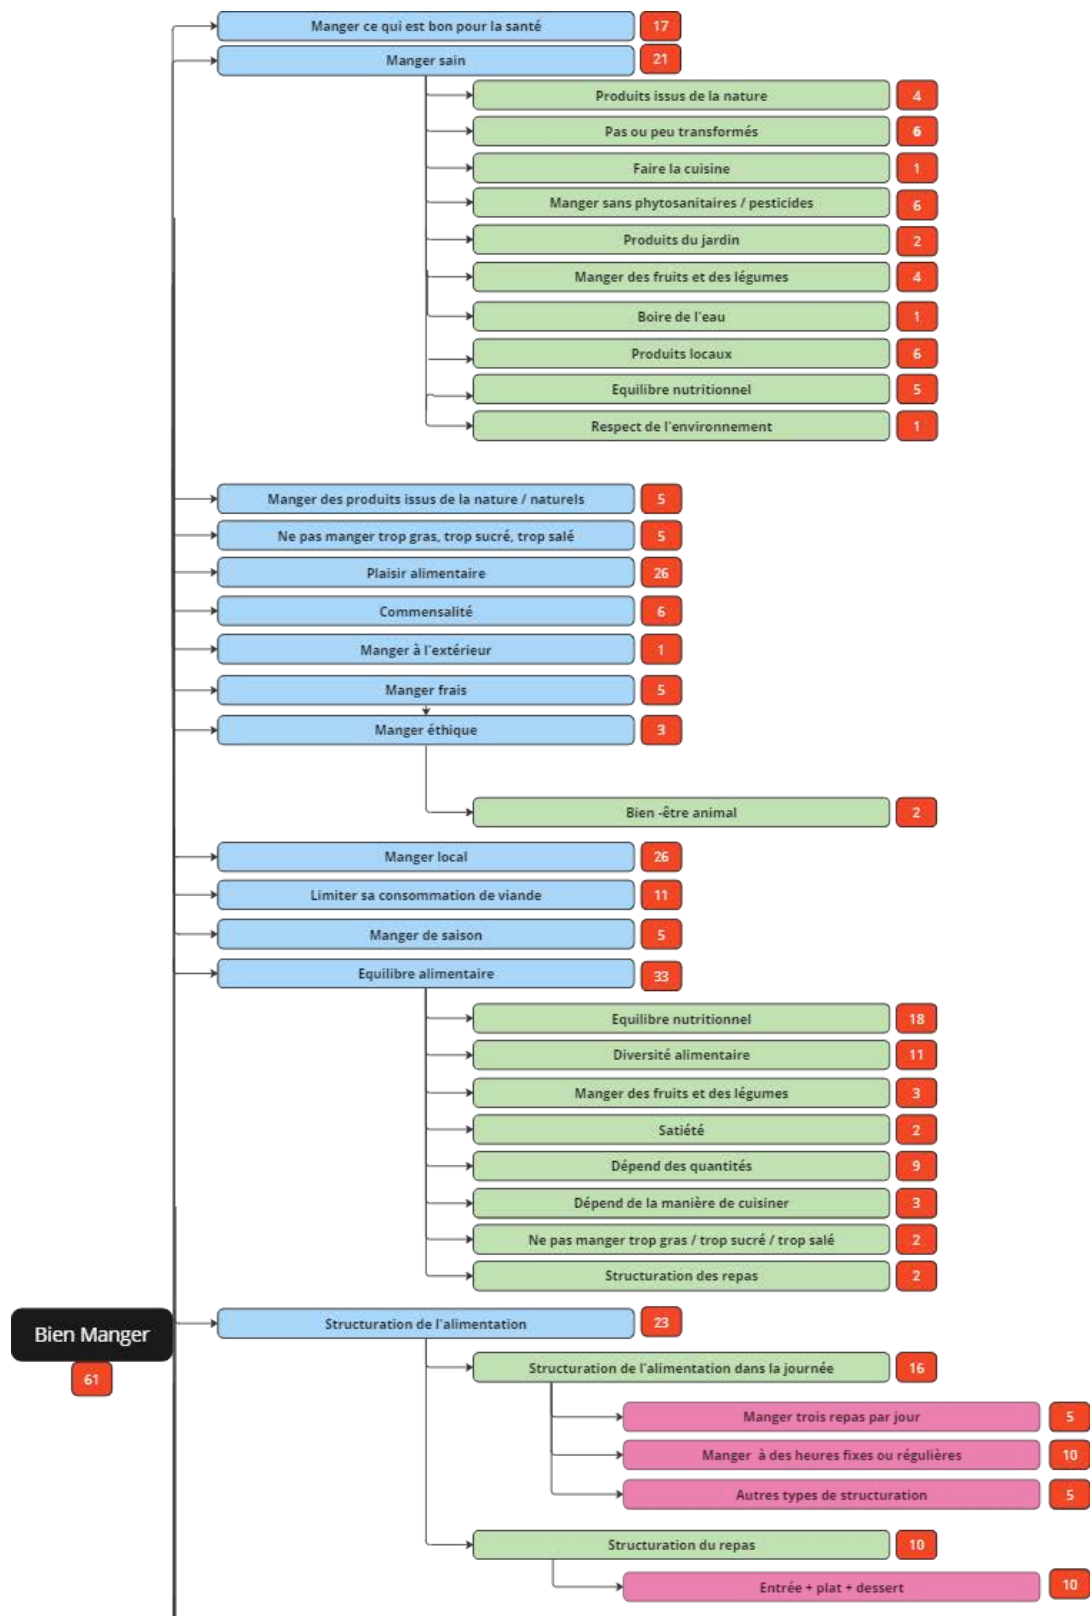 Manger ce qui est bon pour la santé 17
Manger sain 21
Produits issus de la nature 4
Pas ou peu transformés 6
Faire la cuisine 1
Manger sans phytosanitaires / pesticides 6
Produits du jardin 2
Manger des fruits et des légumes 4
Boire de l'eau 1
Produits locaux 6
Equilibre nutritionnel 5
Respect de l'environnement 1
Manger des produits issus de la nature / naturels 5
Ne pas manger trop gras, trop sucré, trop salé 5
Plaisir alimentaire 26
Commensalité 6
Manger à l'extérieur 1
Manger frais 5
Manger éthique 3
Bien -être animal 2
Manger local 26
Limiter sa consommation de viande 11
Manger de saison 5
Equilibre alimentaire 33
Equilibre nutritionnel 18
Diversité alimentaire 11
Manger des fruits et des légumes 3
Satiété 2
Dépend des quantités 9
Dépend de la manière de cuisiner 3
Ne pas manger trop gras / trop sucré / trop salé 2
Structuration des repas 2
Bien Manger
61
Structuration de l'alimentation 23
Structuration de l'alimentation dans la journée 16
Manger trois repas par jour 5
Manger à des heures fixes ou régulières 10
Autres types de structuration 5
Structuration du repas 10
Entrée + plat + dessert 10